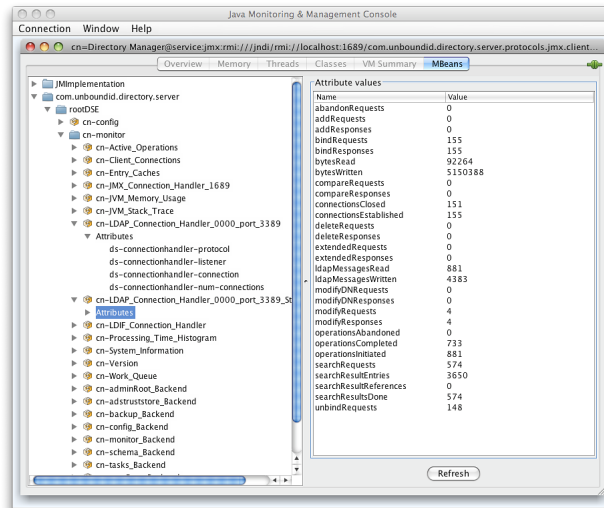 Java Monitoring & Management Console
Connection Window Help
cn=Directory Manager@service:jmx:rmi:///jndi/rmi://localhost:1689/com.unboundid.directory.server.protocols.jmx.client...
Overview Memory Threads Classes VM Summary MBeans
JMImplementation
com.unboundid.directory.server
rootDSE
cn-config
cn-monitor
cn-Active_Operations
cn-Client_Connections
cn-Entry_Caches
cn-JMX_Connection_Handler_1689
cn-JVM_Memory_Usage
cn-JVM_Stack_Trace
cn-LDAP_Connection_Handler_0000_port_3389
Attributes
ds-connectionhandler-protocol
ds-connectionhandler-listener
ds-connectionhandler-connection
ds-connectionhandler-num-connections
cn-LDAP_Connection_Handler_0000_port_3389_St
Attributes
cn-LDIF_Connection_Handler
cn-Processing_Time_Histogram
cn-System_Information
cn-Version
cn-Work_Queue
cn-adminRoot_Backend
cn-adstruststore_Backend
cn-backup_Backend
cn-config_Backend
cn-monitor_Backend
cn-schema_Backend
cn-tasks_Backend
Attribute values
Name Value
abandonRequests 0
addRequests 0
addResponses 0
bindRequests 155
bindResponses 155
bytesRead 92264
bytesWritten 5150388
compareRequests 0
compareResponses 0
connectionsClosed 151
connectionsEstablished 155
deleteRequests 0
deleteResponses 0
extendedRequests 0
extendedResponses 0
ldapMessagesRead 881
ldapMessagesWritten 4383
modifyDNRequests 0
modifyDNResponses 0
modifyRequests 4
modifyResponses 4
operationsAbandoned 0
operationsCompleted 733
operationsInitiated 881
searchRequests 574
searchResultEntries 3650
searchResultReferences 0
searchResultsDone 574
unbindRequests 148
Refresh